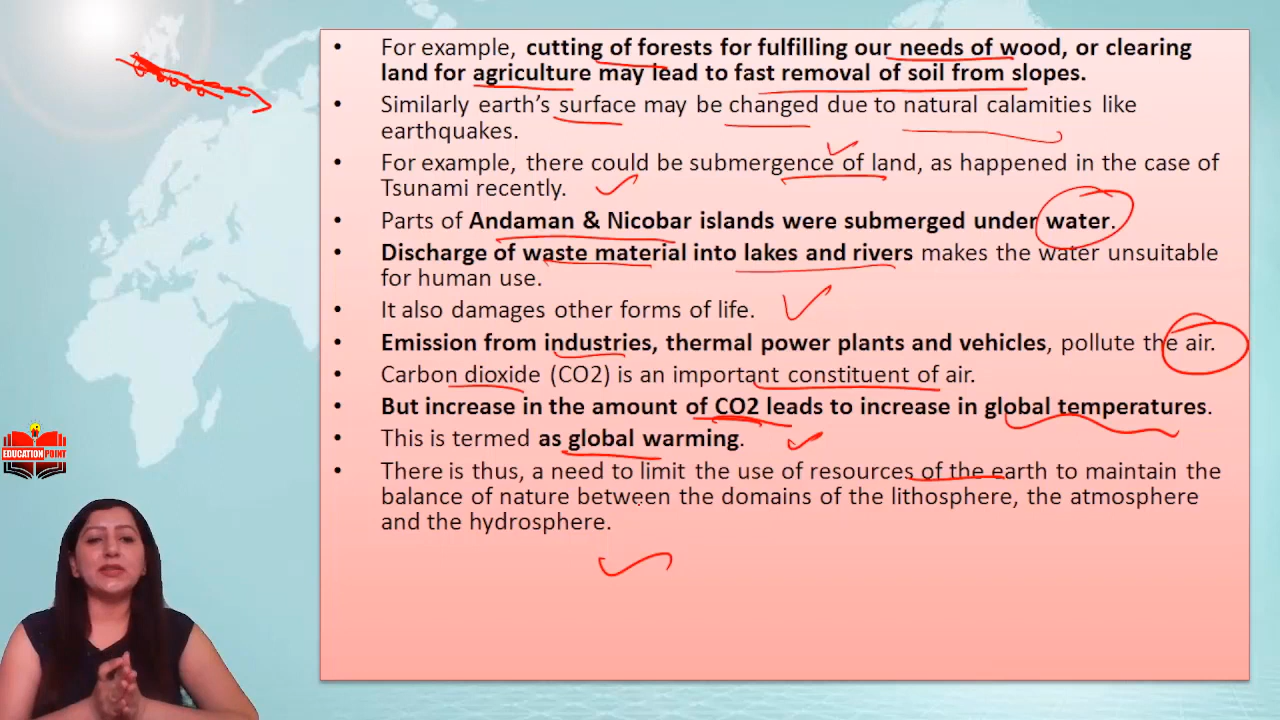 • For example, cutting of forests for fulfilling our needs of wood, or clearing
land for agriculture may lead to fast removal of soil from slopes.
• Similarly earth's surface may be changed due to natural calamities like
earthquakes.
• For example, there could be submergence of land, as happened in the case of
Tsunami recently.
• Parts of Andaman & Nicobar islands were submerged under water.
• Discharge of waste material into lakes and rivers makes the water unsuitable
for human use.
• It also damages other forms of life.
• Emission from industries, thermal power plants and vehicles, pollute the air.
• Carbon dioxide (CO2) is an important constituent of air.
• But increase in the amount of CO2 leads to increase in global temperatures.
• This is termed as global warming.
• There is thus, a need to limit the use of resources of the earth to maintain the
balance of nature between the domains of the lithosphere, the atmosphere
and the hydrosphere.
EDUCATION POINT